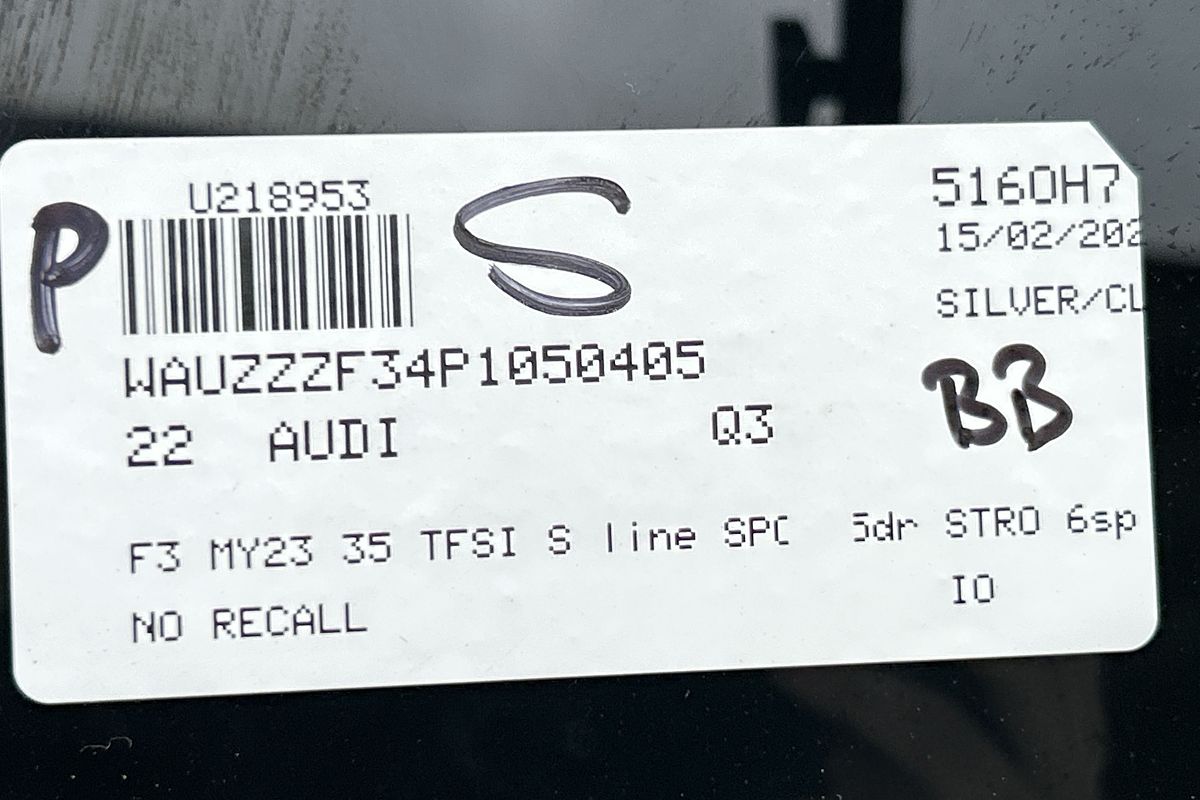 U218953
5160H7
15/02/202
P
S
SILVER/CL
WAUZZZF34P1050405
BB
22 AUDI Q3
F3 MY23 35 TFSI S line SPO 5dr STRO 6sp
NO RECALL IO